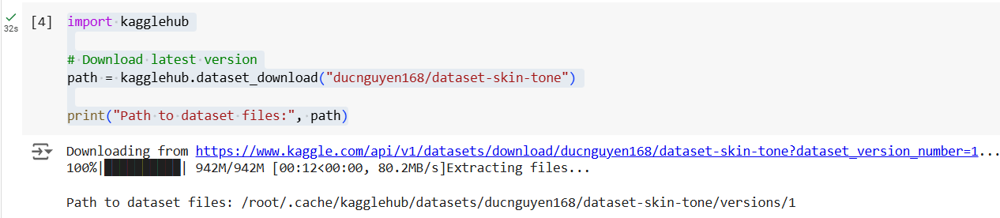 [4] import kagglehub
32s
# Download latest version
path = kagglehub.dataset_download("ducnguyen168/dataset-skin-tone")
print("Path to dataset files:", path)
Downloading from https://www.kaggle.com/api/v1/datasets/download/ducnguyen168/dataset-skin-tone?dataset_version_number=1...
100%|██████████| 942M/942M [00:12<00:00, 80.2MB/s]Extracting files...
Path to dataset files: /root/.cache/kagglehub/datasets/ducnguyen168/dataset-skin-tone/versions/1